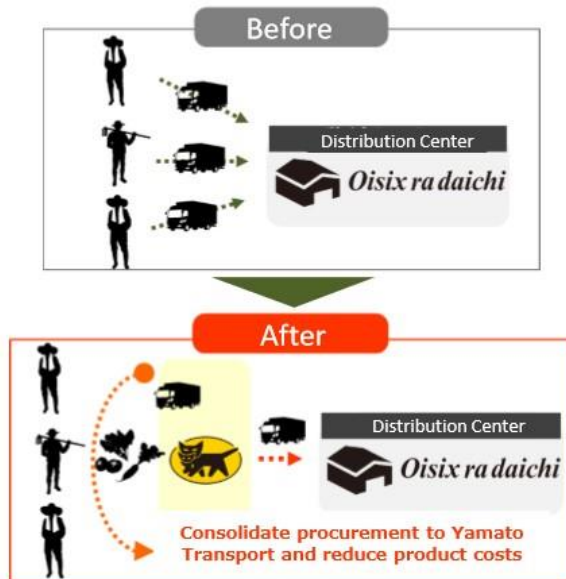 Before
Distribution Center
Oisix ra daichi
After
Distribution Center
Oisix ra daichi
Consolidate procurement to Yamato
Transport and reduce product costs